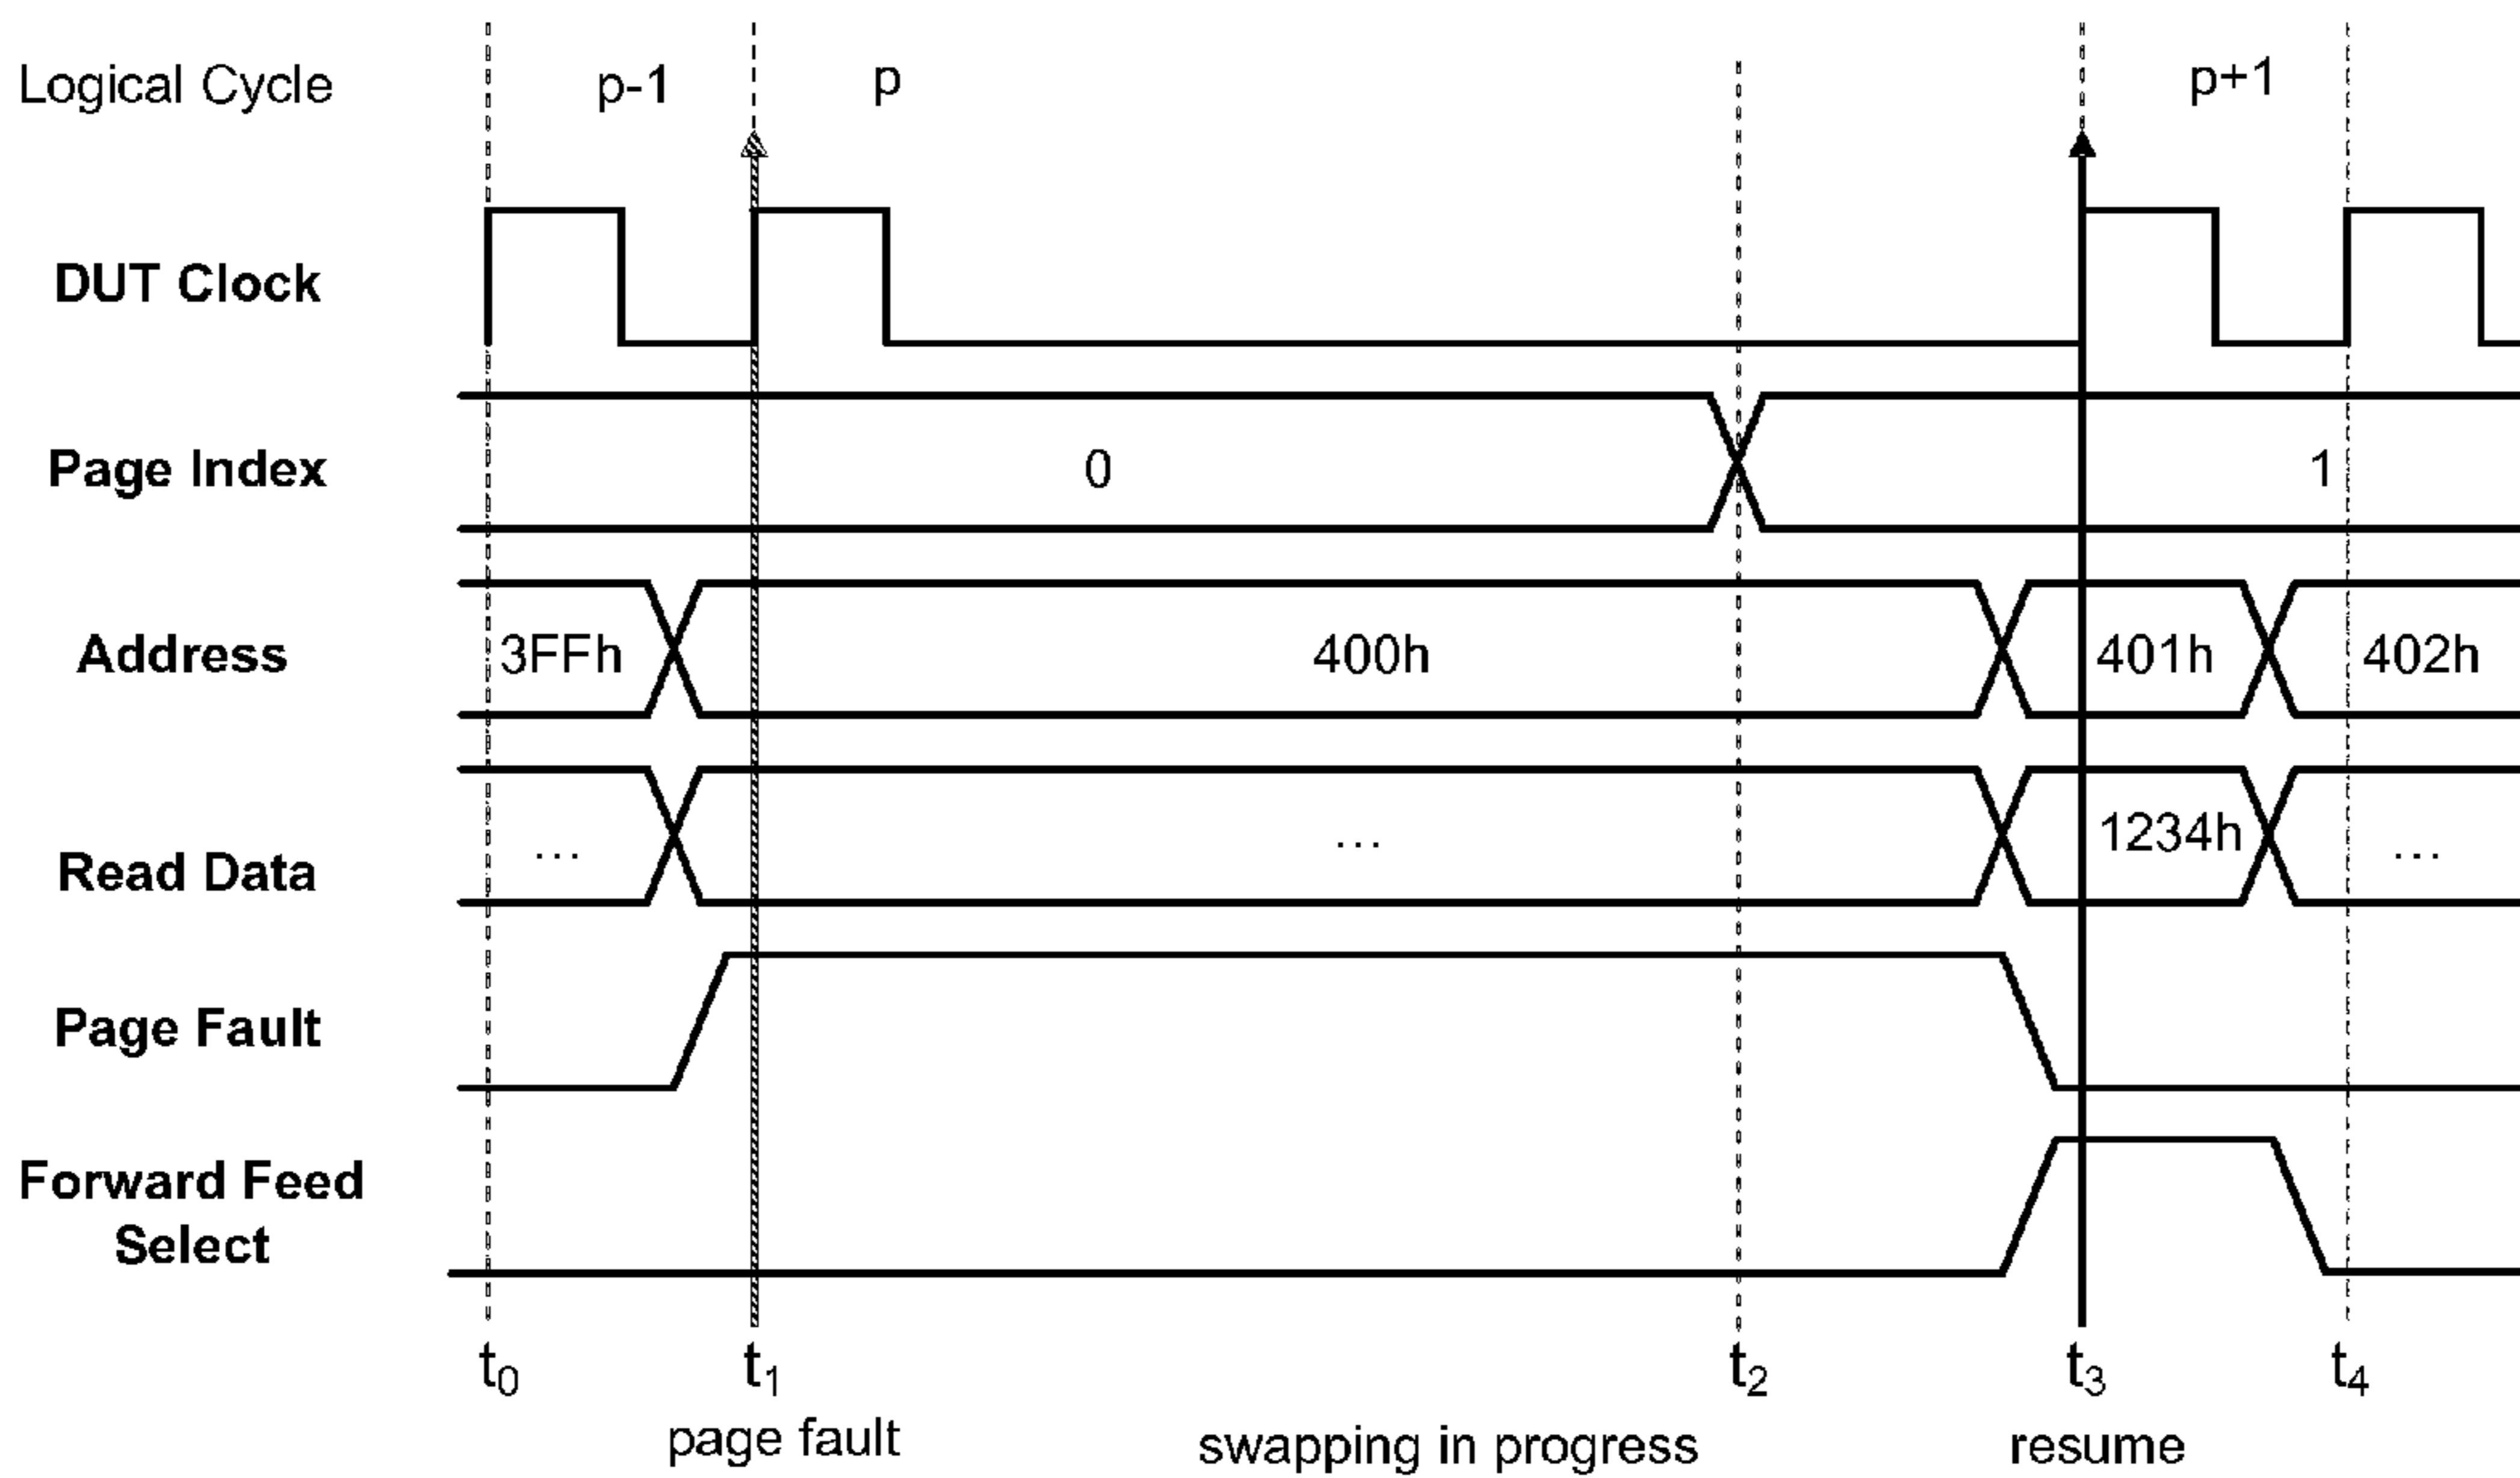 Logical Cycle p-1 p p+1
DUT Clock
Page Index 0 1
Address 3FFh 400h 401h 402h
Read Data ... ... 1234h ...
Page Fault
Forward Feed
Select
t0 t1 t2 t3 t4
page fault swapping in progress resume